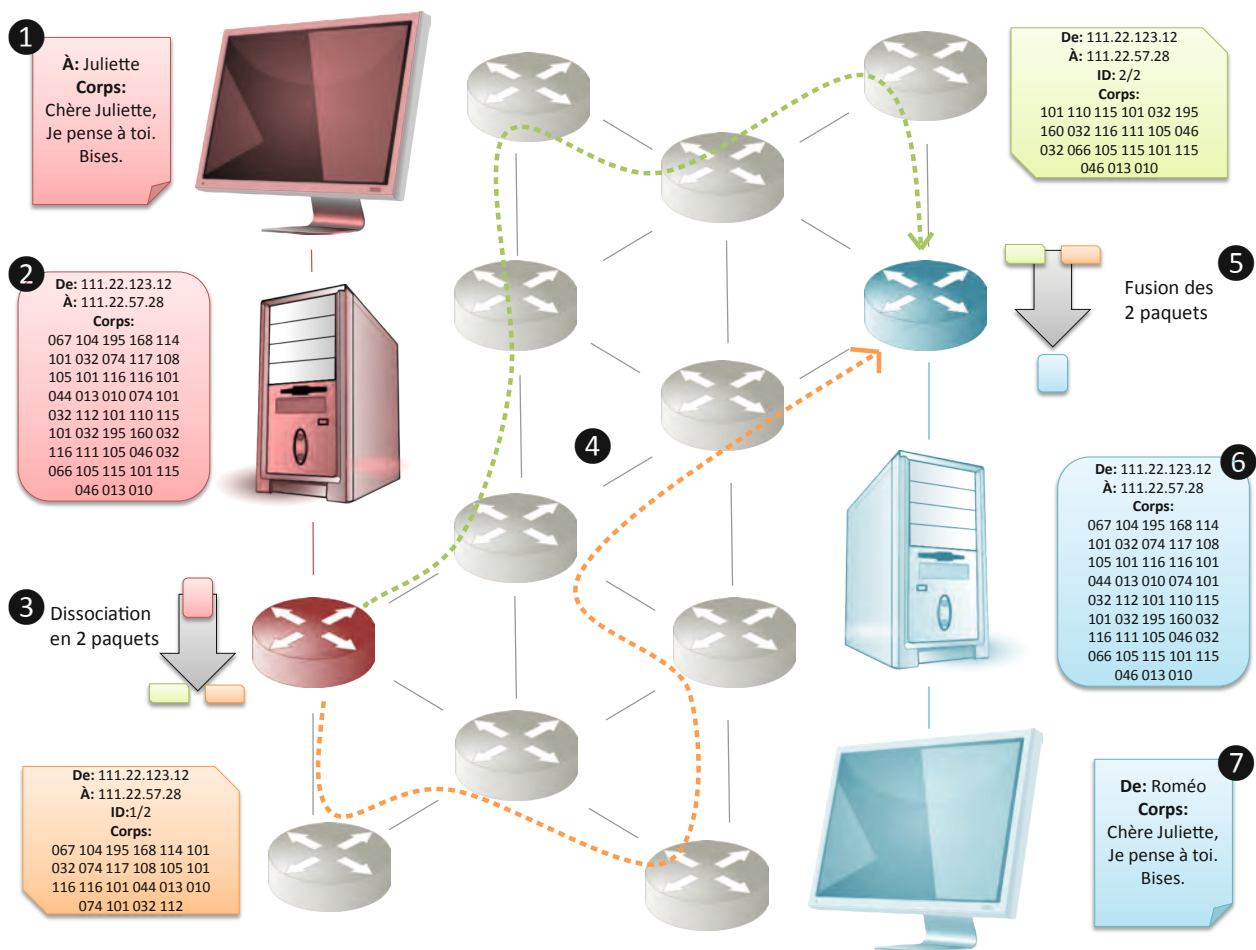 1
À: Juliette
Corps:
Chère Juliette,
Je pense à toi.
Bises.
2
De: 111.22.123.12
À: 111.22.57.28
Corps:
067 104 195 168 114
101 032 074 117 108
105 101 116 116 101
044 013 010 074 101
032 112 101 110 115
101 032 195 160 032
116 111 105 046 032
066 105 115 101 115
046 013 010
3
Dissociation
en 2 paquets
De: 111.22.123.12
À: 111.22.57.28
ID:1/2
Corps:
067 104 195 168 114 101
032 074 117 108 105 101
116 116 101 044 013 010
074 101 032 112
4
De: 111.22.123.12
À: 111.22.57.28
ID: 2/2
Corps:
101 110 115 101 032 195
160 032 116 111 105 046
032 066 105 115 101 115
046 013 010
5
Fusion des
2 paquets
6
De: 111.22.123.12
À: 111.22.57.28
Corps:
067 104 195 168 114
101 032 074 117 108
105 101 116 116 101
044 013 010 074 101
032 112 101 110 115
101 032 195 160 032
116 111 105 046 032
066 105 115 101 115
046 013 010
7
De: Roméo
Corps:
Chère Juliette,
Je pense à toi.
Bises.